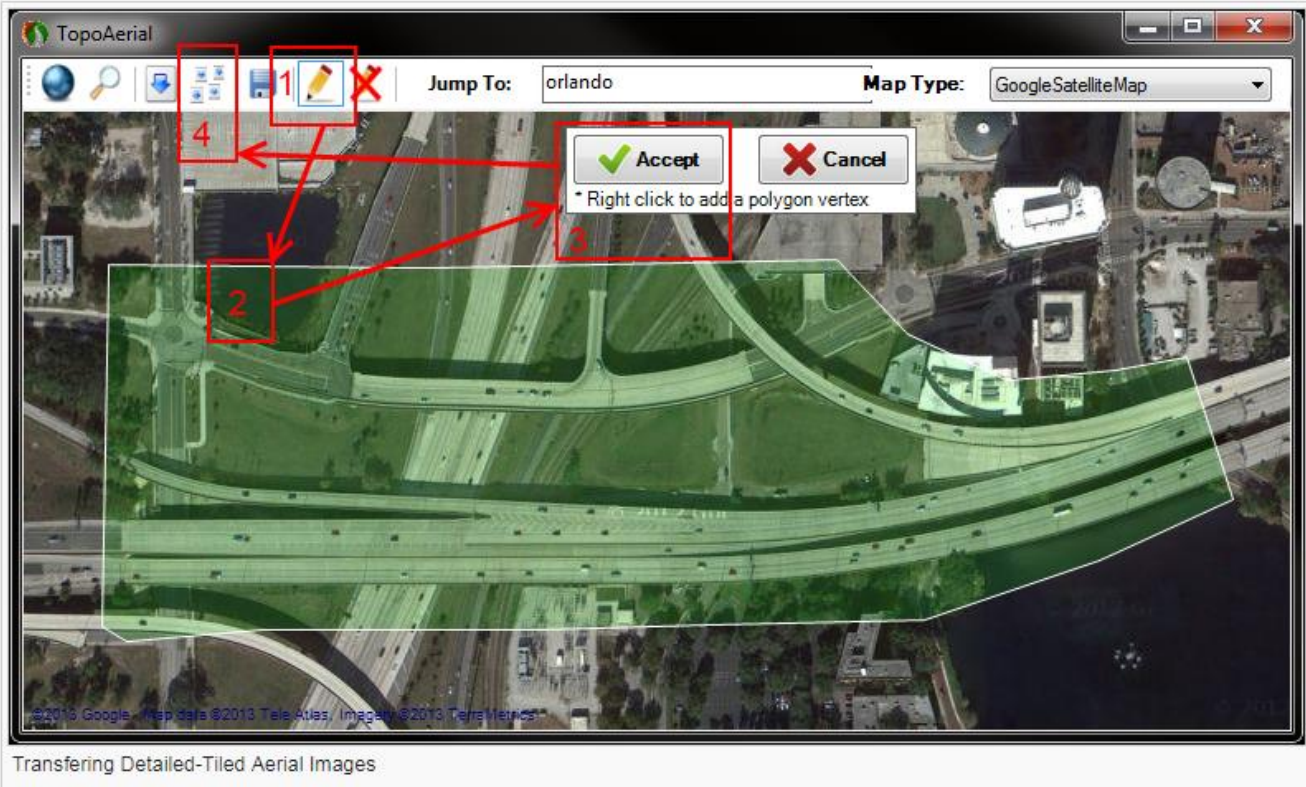 TopoAerial
1
Jump To: orlando Map Type: GoogleSatelliteMap
4
Accept Cancel
* Right click to add a polygon vertex
3
2
©2013 Google - Map data ©2013 Tele Atlas, Imagery ©2013 TerraMetrics
Transfering Detailed-Tiled Aerial Images